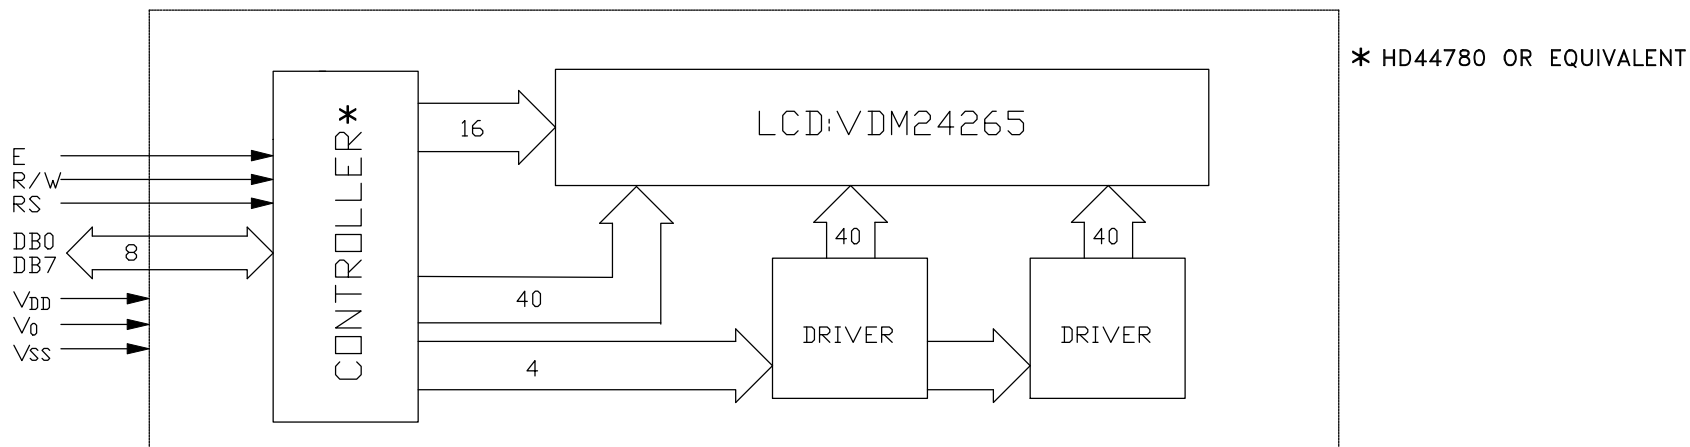 * HD44780 OR EQUIVALENT
LCD:VDM24265
CONTROLLER*
16
E
R/W
RS
DB0
DB7
8
40
40
40
VDD
V0
VSS
DRIVER
DRIVER
4